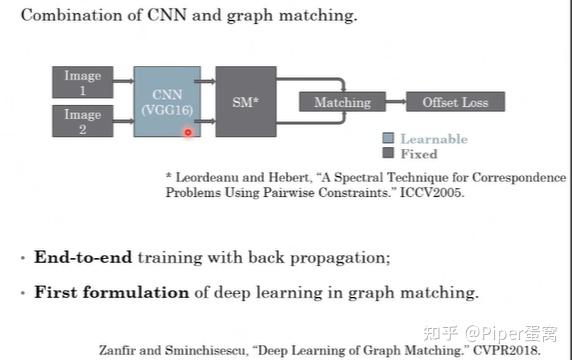 Combination of CNN and graph matching.
Image
1
Image
2
CNN
(VGG16)
SM*
Matching
Offset Loss
Learnable
Fixed
* Leordeanu and Hebert, “A Spectral Technique for Correspondence
Problems Using Pairwise Constraints.” ICCV2005.
• End-to-end training with back propagation;
• First formulation of deep learning in graph matching.
知乎 @Piper蛋窝
Zanfir and Sminchisescu, “Deep Learning of Graph Matching.” CVPR2018.